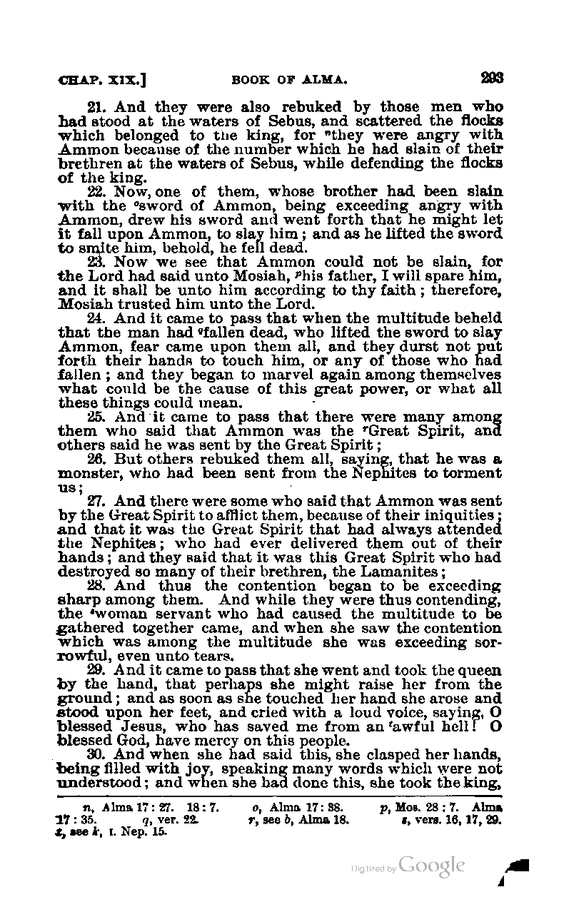 CHAP. XIX.] BOOK OF ALMA. 293
21. And they were also rebuked by those men who
had stood at the waters of Sebus, and scattered the flocks
which belonged to the king, for ⁿthey were angry with
Ammon because of the number which he had slain of their
brethren at the waters of Sebus, while defending the flocks
of the king.
22. Now, one of them, whose brother had been slain
with the ᵒsword of Ammon, being exceeding angry with
Ammon, drew his sword and went forth that he might let
it fall upon Ammon, to slay him; and as he lifted the sword
to smite him, behold, he fell dead.
23. Now we see that Ammon could not be slain, for
the Lord had said unto Mosiah, ᵖhis father, I will spare him,
and it shall be unto him according to thy faith; therefore,
Mosiah trusted him unto the Lord.
24. And it came to pass that when the multitude beheld
that the man had qfallen dead, who lifted the sword to slay
Ammon, fear came upon them all, and they durst not put
forth their hands to touch him, or any of those who had
fallen; and they began to marvel again among themselves
what could be the cause of this great power, or what all
these things could mean.
25. And it came to pass that there were many among
them who said that Ammon was the ʳGreat Spirit, and
others said he was sent by the Great Spirit;
26. But others rebuked them all, saying, that he was a
monster, who had been sent from the Nephites to torment
us;
27. And there were some who said that Ammon was sent
by the Great Spirit to afflict them, because of their iniquities;
and that it was the Great Spirit that had always attended
the Nephites; who had ever delivered them out of their
hands; and they said that it was this Great Spirit who had
destroyed so many of their brethren, the Lamanites;
28. And thus the contention began to be exceeding
sharp among them. And while they were thus contending,
the ˢwoman servant who had caused the multitude to be
gathered together came, and when she saw the contention
which was among the multitude she was exceeding sor-
rowful, even unto tears.
29. And it came to pass that she went and took the queen
by the hand, that perhaps she might raise her from the
ground; and as soon as she touched her hand she arose and
stood upon her feet, and cried with a loud voice, saying, O
blessed Jesus, who has saved me from an ᵗawful hell! O
blessed God, have mercy on this people.
30. And when she had said this, she clasped her hands,
being filled with joy, speaking many words which were not
understood; and when she had done this, she took the king,
n, Alma 17:27. 18:7. o, Alma 17:38. p, Mos. 28:7. Alma
17:35. q, ver. 22. r, see b, Alma 18. s, vers. 16, 17, 29.
t, see k, I. Nep. 15.
Digitized by Google